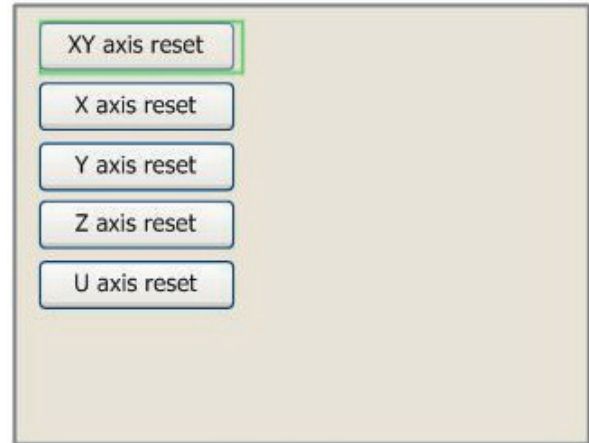 XY axis reset
X axis reset
Y axis reset
Z axis reset
U axis reset